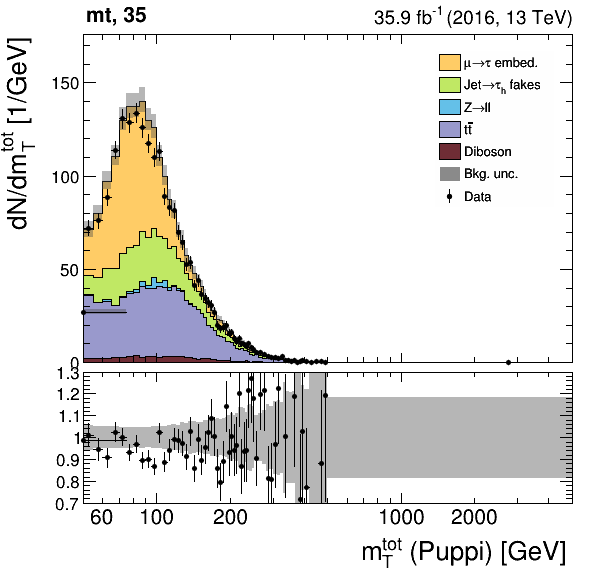 mt, 35
35.9 fb⁻¹ (2016, 13 TeV)
dN/dm_T^tot [1/GeV]
μ→τ embed.
Jet→τ_h fakes
Z→ll
tt̅
Diboson
Bkg. unc.
Data
150
100
50
0
1.3
1.2
1.1
1
0.9
0.8
0.7
60 100 200 1000 2000
m_T^tot (Puppi) [GeV]